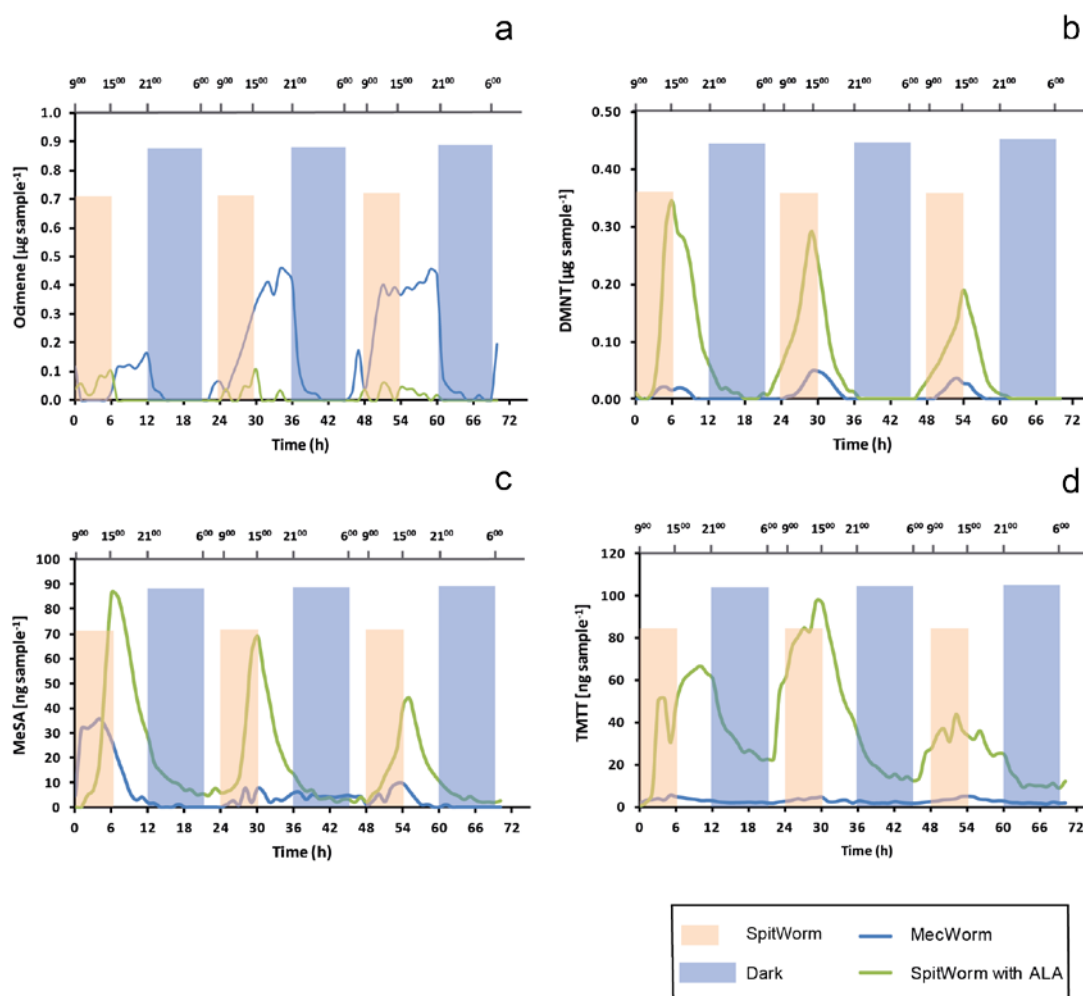 a
9⁰⁰ 15⁰⁰ 21⁰⁰ 6⁰⁰ 9⁰⁰ 15⁰⁰ 21⁰⁰ 6⁰⁰ 9⁰⁰ 15⁰⁰ 21⁰⁰ 6⁰⁰
1.0
0.9
0.8
0.7
0.6
0.5
0.4
0.3
0.2
0.1
0.0
Ocimene [µg sample⁻¹]
0 6 12 18 24 30 36 42 48 54 60 66 72
Time (h)
b
9⁰⁰ 15⁰⁰ 21⁰⁰ 6⁰⁰ 9⁰⁰ 15⁰⁰ 21⁰⁰ 6⁰⁰ 9⁰⁰ 15⁰⁰ 21⁰⁰ 6⁰⁰
0.50
0.40
0.30
0.20
0.10
0.00
DMNT [µg sample⁻¹]
0 6 12 18 24 30 36 42 48 54 60 66 72
Time (h)
c
9⁰⁰ 15⁰⁰ 21⁰⁰ 6⁰⁰ 9⁰⁰ 15⁰⁰ 21⁰⁰ 6⁰⁰ 9⁰⁰ 15⁰⁰ 21⁰⁰ 6⁰⁰
100
90
80
70
60
50
40
30
20
10
0
MeSA [ng sample⁻¹]
0 6 12 18 24 30 36 42 48 54 60 66 72
Time (h)
d
9⁰⁰ 15⁰⁰ 21⁰⁰ 6⁰⁰ 9⁰⁰ 15⁰⁰ 21⁰⁰ 6⁰⁰ 9⁰⁰ 15⁰⁰ 21⁰⁰ 6⁰⁰
120
100
80
60
40
20
0
TMTT [ng sample⁻¹]
0 6 12 18 24 30 36 42 48 54 60 66 72
Time (h)
SpitWorm MecWorm
Dark SpitWorm with ALA